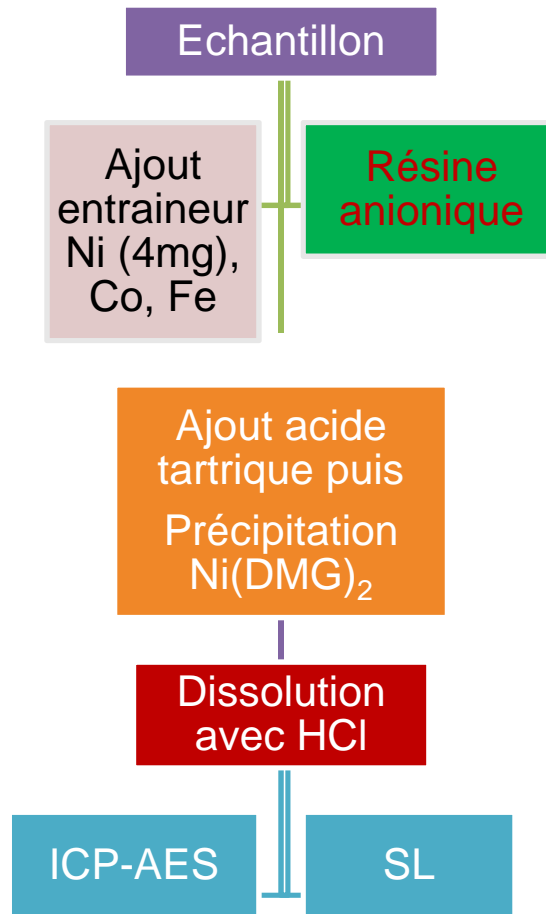 Echantillon
Ajout
entraineur
Ni (4mg),
Co, Fe
Résine
anionique
Ajout acide
tartrique puis
Précipitation
Ni(DMG)₂
Dissolution
avec HCl
ICP-AES
SL